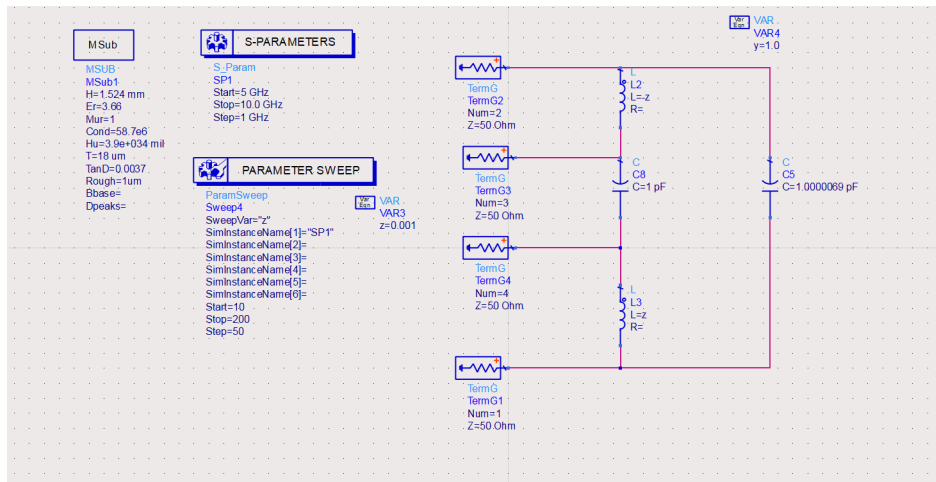 MSub
MSUB
MSub1
H=1.524 mm
Er=3.66
Mur=1
Cond=58.7e6
Hu=3.9e+034 mil
T=18 um
TanD=0.0037
Rough=1um
Bbase=
Dpeaks=
S-PARAMETERS
S_Param
SP1
Start=5 GHz
Stop=10.0 GHz
Step=1 GHz
PARAMETER SWEEP
ParamSweep
Sweep4
SweepVar="z"
SimInstanceName[1]="SP1"
SimInstanceName[2]=
SimInstanceName[3]=
SimInstanceName[4]=
SimInstanceName[5]=
SimInstanceName[6]=
Start=10
Stop=200
Step=50
Var
Eqn
VAR
VAR3
z=0.001
Var
Eqn
VAR
VAR4
y=1.0
TermG
TermG2
Num=2
Z=50 Ohm
TermG
TermG3
Num=3
Z=50 Ohm
TermG
TermG4
Num=4
Z=50 Ohm
TermG
TermG1
Num=1
Z=50 Ohm
L
L2
L=-z
R=
C
C8
C=1 pF
L
L3
L=z
R=
C
C5
C=1.0000069 pF